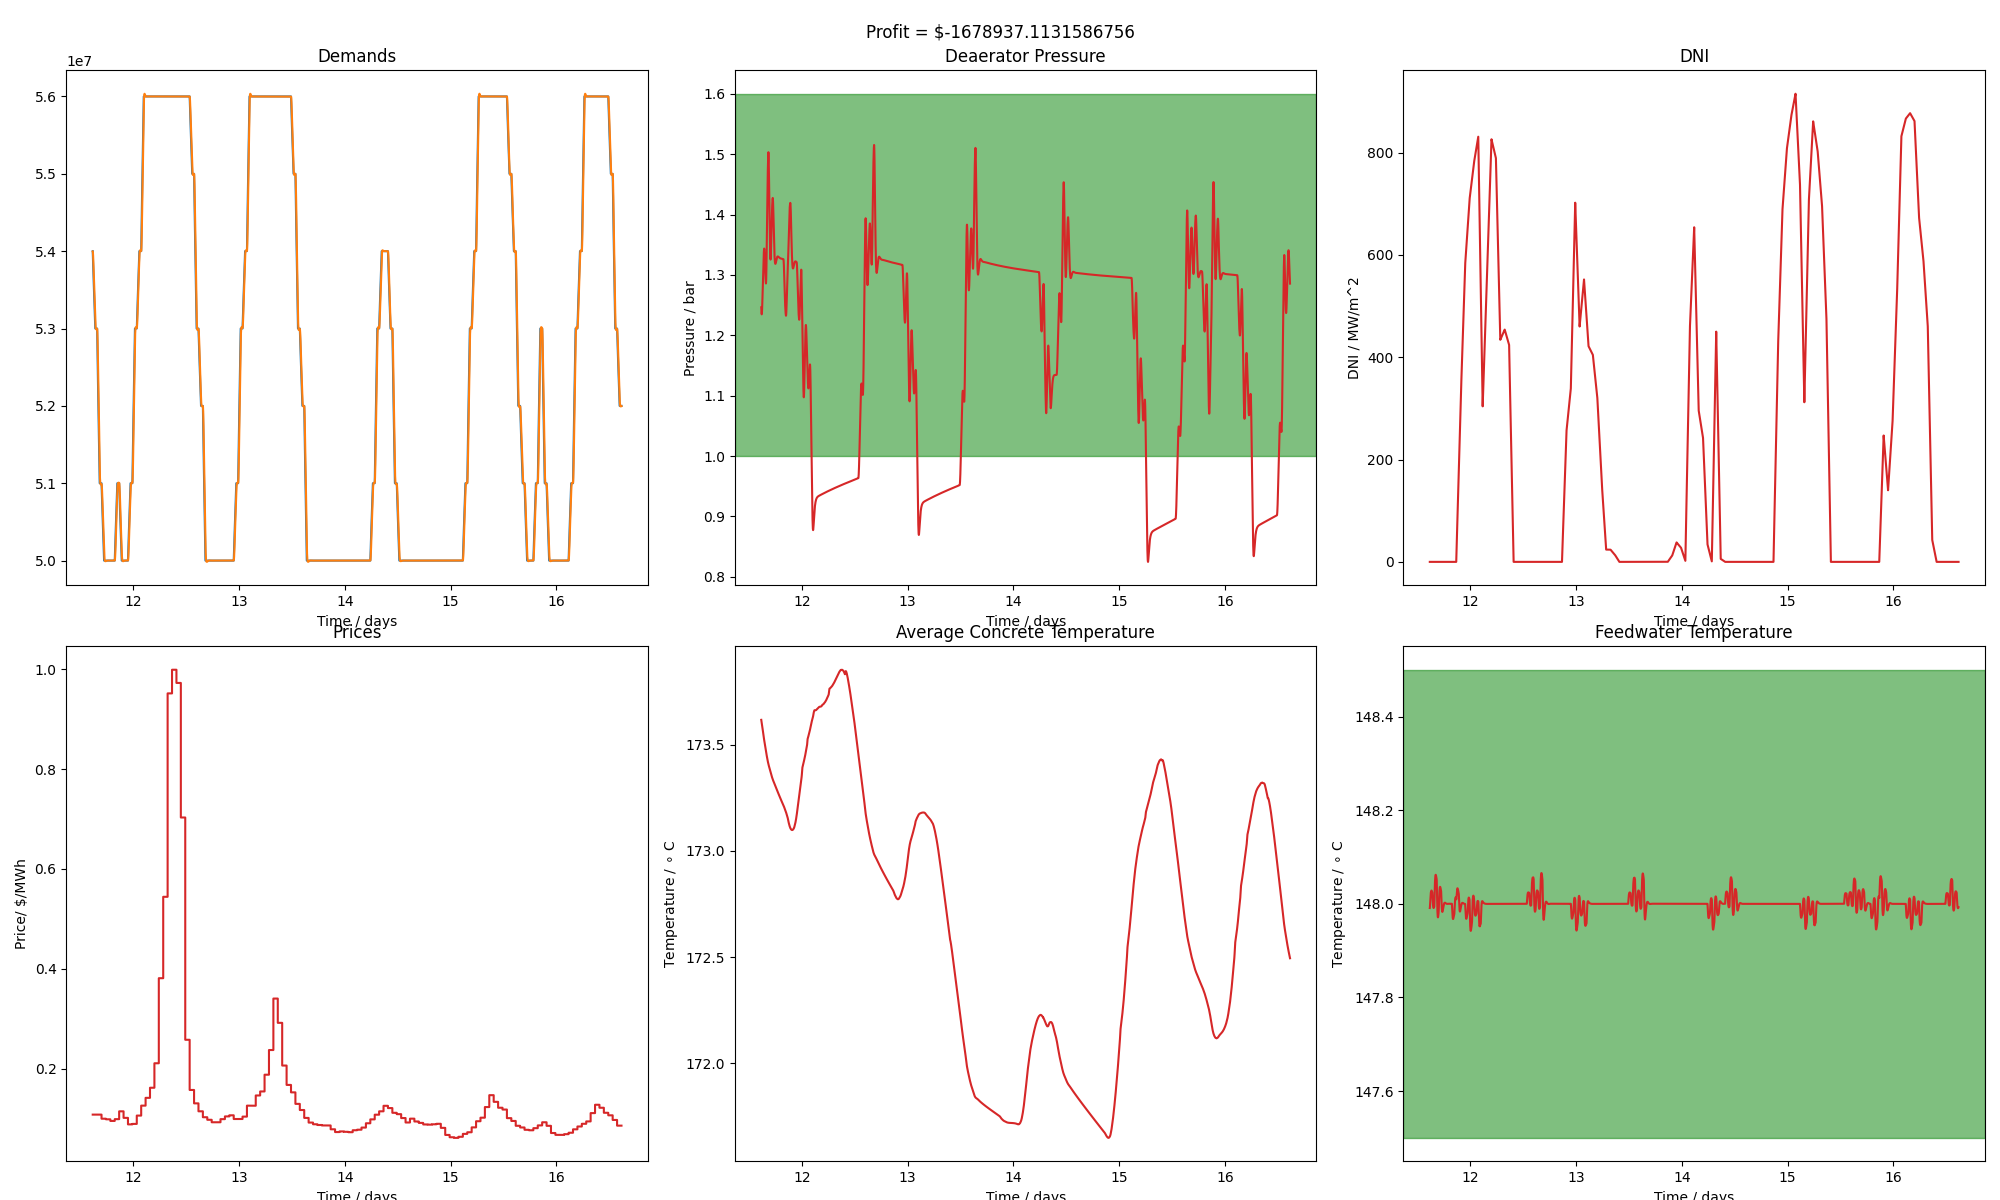 Profit = $-1678937.1131586756
Demands
1e7
5.6
5.5
5.4
5.3
5.2
5.1
5.0
12 13 14 15 16
Time / days
Deaerator Pressure
Pressure / bar
1.6
1.5
1.4
1.3
1.2
1.1
1.0
0.9
0.8
12 13 14 15 16
Time / days
DNI
DNI / MW/m^2
800
600
400
200
0
12 13 14 15 16
Time / days
Prices
Price/ $/MWh
1.0
0.8
0.6
0.4
0.2
12 13 14 15 16
Time / days
Average Concrete Temperature
Temperature / ∘ C
173.5
173.0
172.5
172.0
12 13 14 15 16
Time / days
Feedwater Temperature
Temperature / ∘ C
148.4
148.2
148.0
147.8
147.6
12 13 14 15 16
Time / days